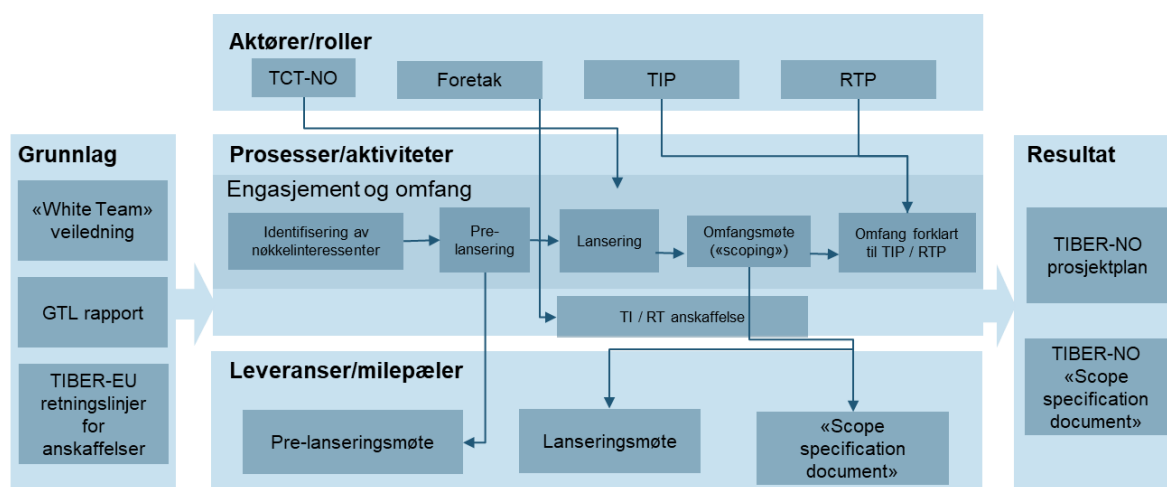 Aktører/roller
TCT-NO
Foretak
TIP
RTP
Grunnlag
«White Team»
veiledning
GTL rapport
TIBER-EU
retningslinjer
for
anskaffelser
Prosesser/aktiviteter
Engasjement og omfang
Identifisering av
nøkkelinteressenter
Pre-
lansering
Lansering
Omfangsmøte
(«scoping»)
Omfang forklart
til TIP / RTP
TI / RT anskaffelse
Leveranser/milepæler
Pre-lanseringsmøte
Lanseringsmøte
«Scope
specification
document»
Resultat
TIBER-NO
prosjektplan
TIBER-NO
«Scope
specification
document»